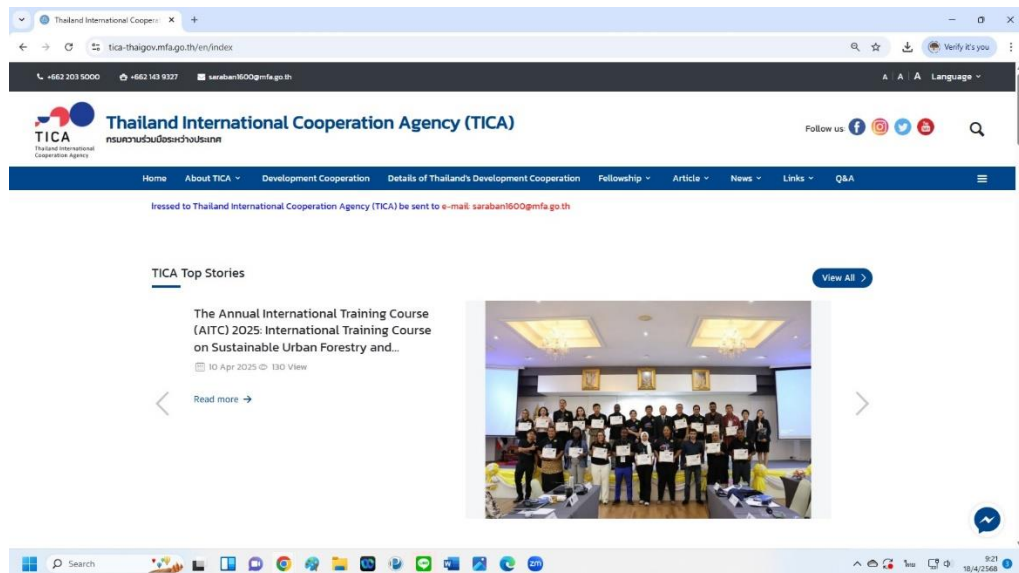 Thailand International Coopera
tica-thaigov.mfa.go.th/en/index
Verify it's you
+662 203 5000 +662 143 9327 saraban1600@mfa.go.th
A A A Language
TICA
Thailand International
Cooperation Agency
Thailand International Cooperation Agency (TICA)
กรมความร่วมมือระหว่างประเทศ
Follow us
Home About TICA Development Cooperation Details of Thailand's Development Cooperation Fellowship Article News Links Q&A
lressed to Thailand International Cooperation Agency (TICA) be sent to e-mail: saraban1600@mfa.go.th
TICA Top Stories
View All
The Annual International Training Course
(AITC) 2025: International Training Course
on Sustainable Urban Forestry and...
10 Apr 2025 130 View
Read more
Search
ไทย
9:21
18/4/2568